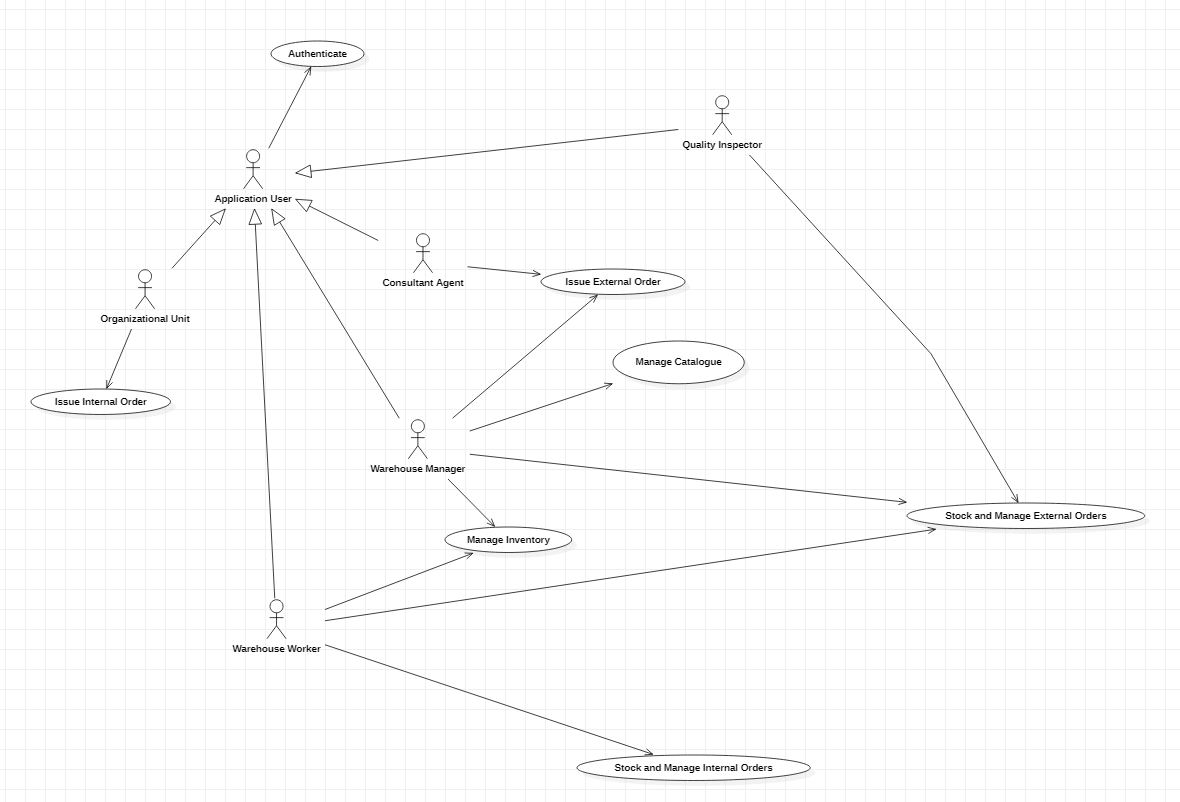 Authenticate
Quality Inspector
Application User
Consultant Agent
Issue External Order
Organizational Unit
Manage Catalogue
Issue Internal Order
Warehouse Manager
Stock and Manage External Orders
Manage Inventory
Warehouse Worker
Stock and Manage Internal Orders